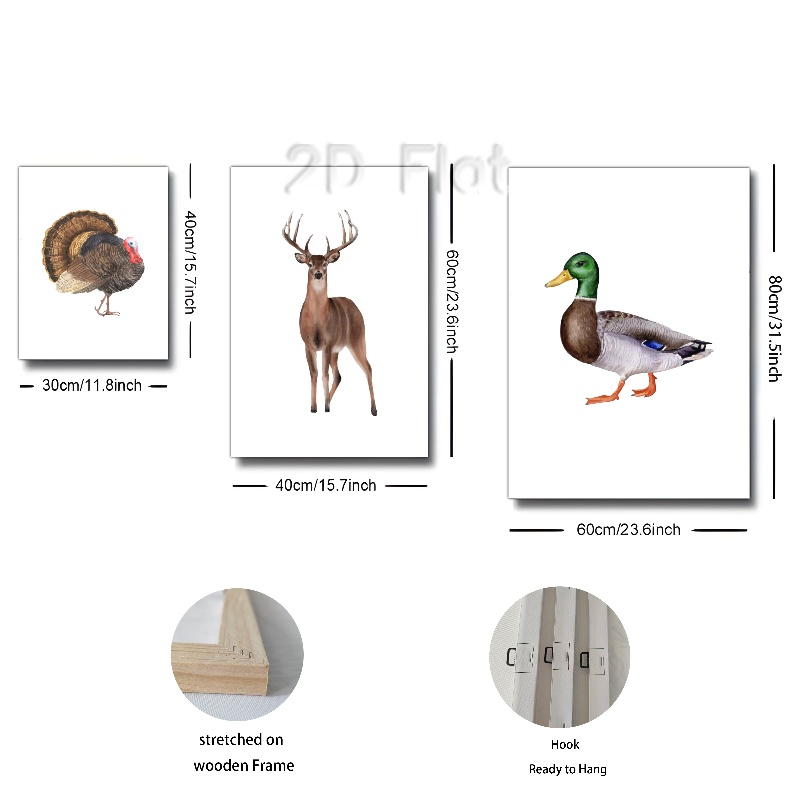 2D Flat
40cm/15.7inch
30cm/11.8inch
60cm/23.6inch
40cm/15.7inch
80cm/31.5inch
60cm/23.6inch
stretched on
wooden Frame
Hook
Ready to Hang